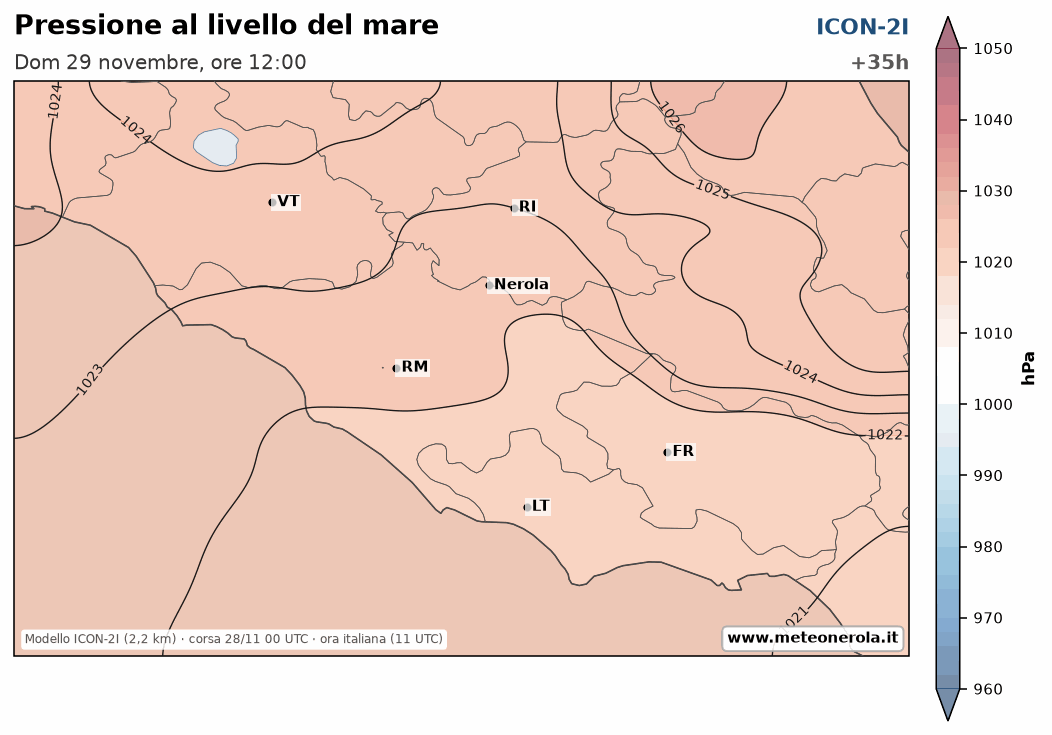 Pressione al livello del mare
ICON-2I
Dom 29 novembre, ore 12:00
+35h
1024
1024
1026
1025
VT
RI
Nerola
1023
RM
1024
1022
FR
LT
021
Modello ICON-2I (2,2 km) · corsa 28/11 00 UTC · ora italiana (11 UTC)
www.meteonerola.it
1050
1040
1030
1020
1010
1000
990
980
970
960
hPa